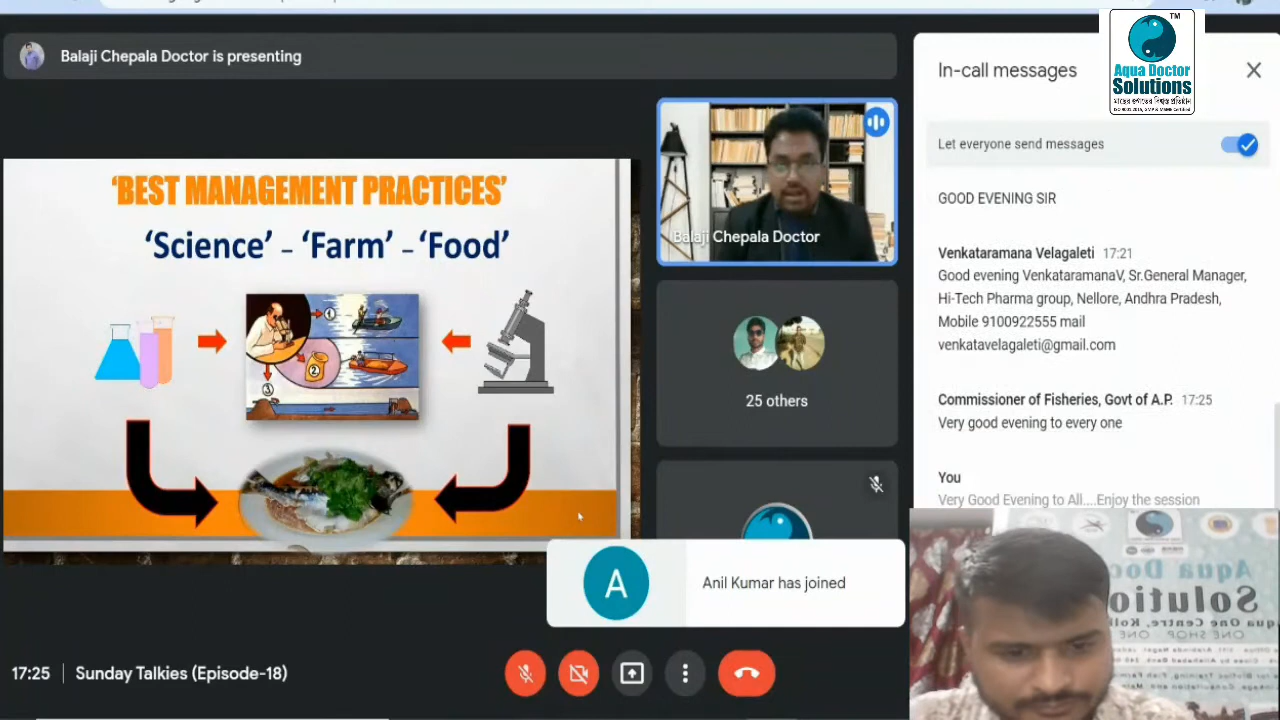 Balaji Chepala Doctor is presenting
TM
Aqua Doctor
Solutions
In-call messages
Let everyone send messages
'BEST MANAGEMENT PRACTICES'
'Science' – 'Farm' – 'Food'
1
2
3
Balaji Chepala Doctor
25 others
GOOD EVENING SIR
Venkataramana Velagaleti 17:21
Good evening VenkataramanaV, Sr.General Manager,
Hi-Tech Pharma group, Nellore, Andhra Pradesh,
Mobile 9100922555 mail
venkatavelagaleti@gmail.com
Commissioner of Fisheries, Govt of A.P. 17:25
Very good evening to every one
You
Very Good Evening to All....Enjoy the session
A
Anil Kumar has joined
17:25
Sunday Talkies (Episode-18)